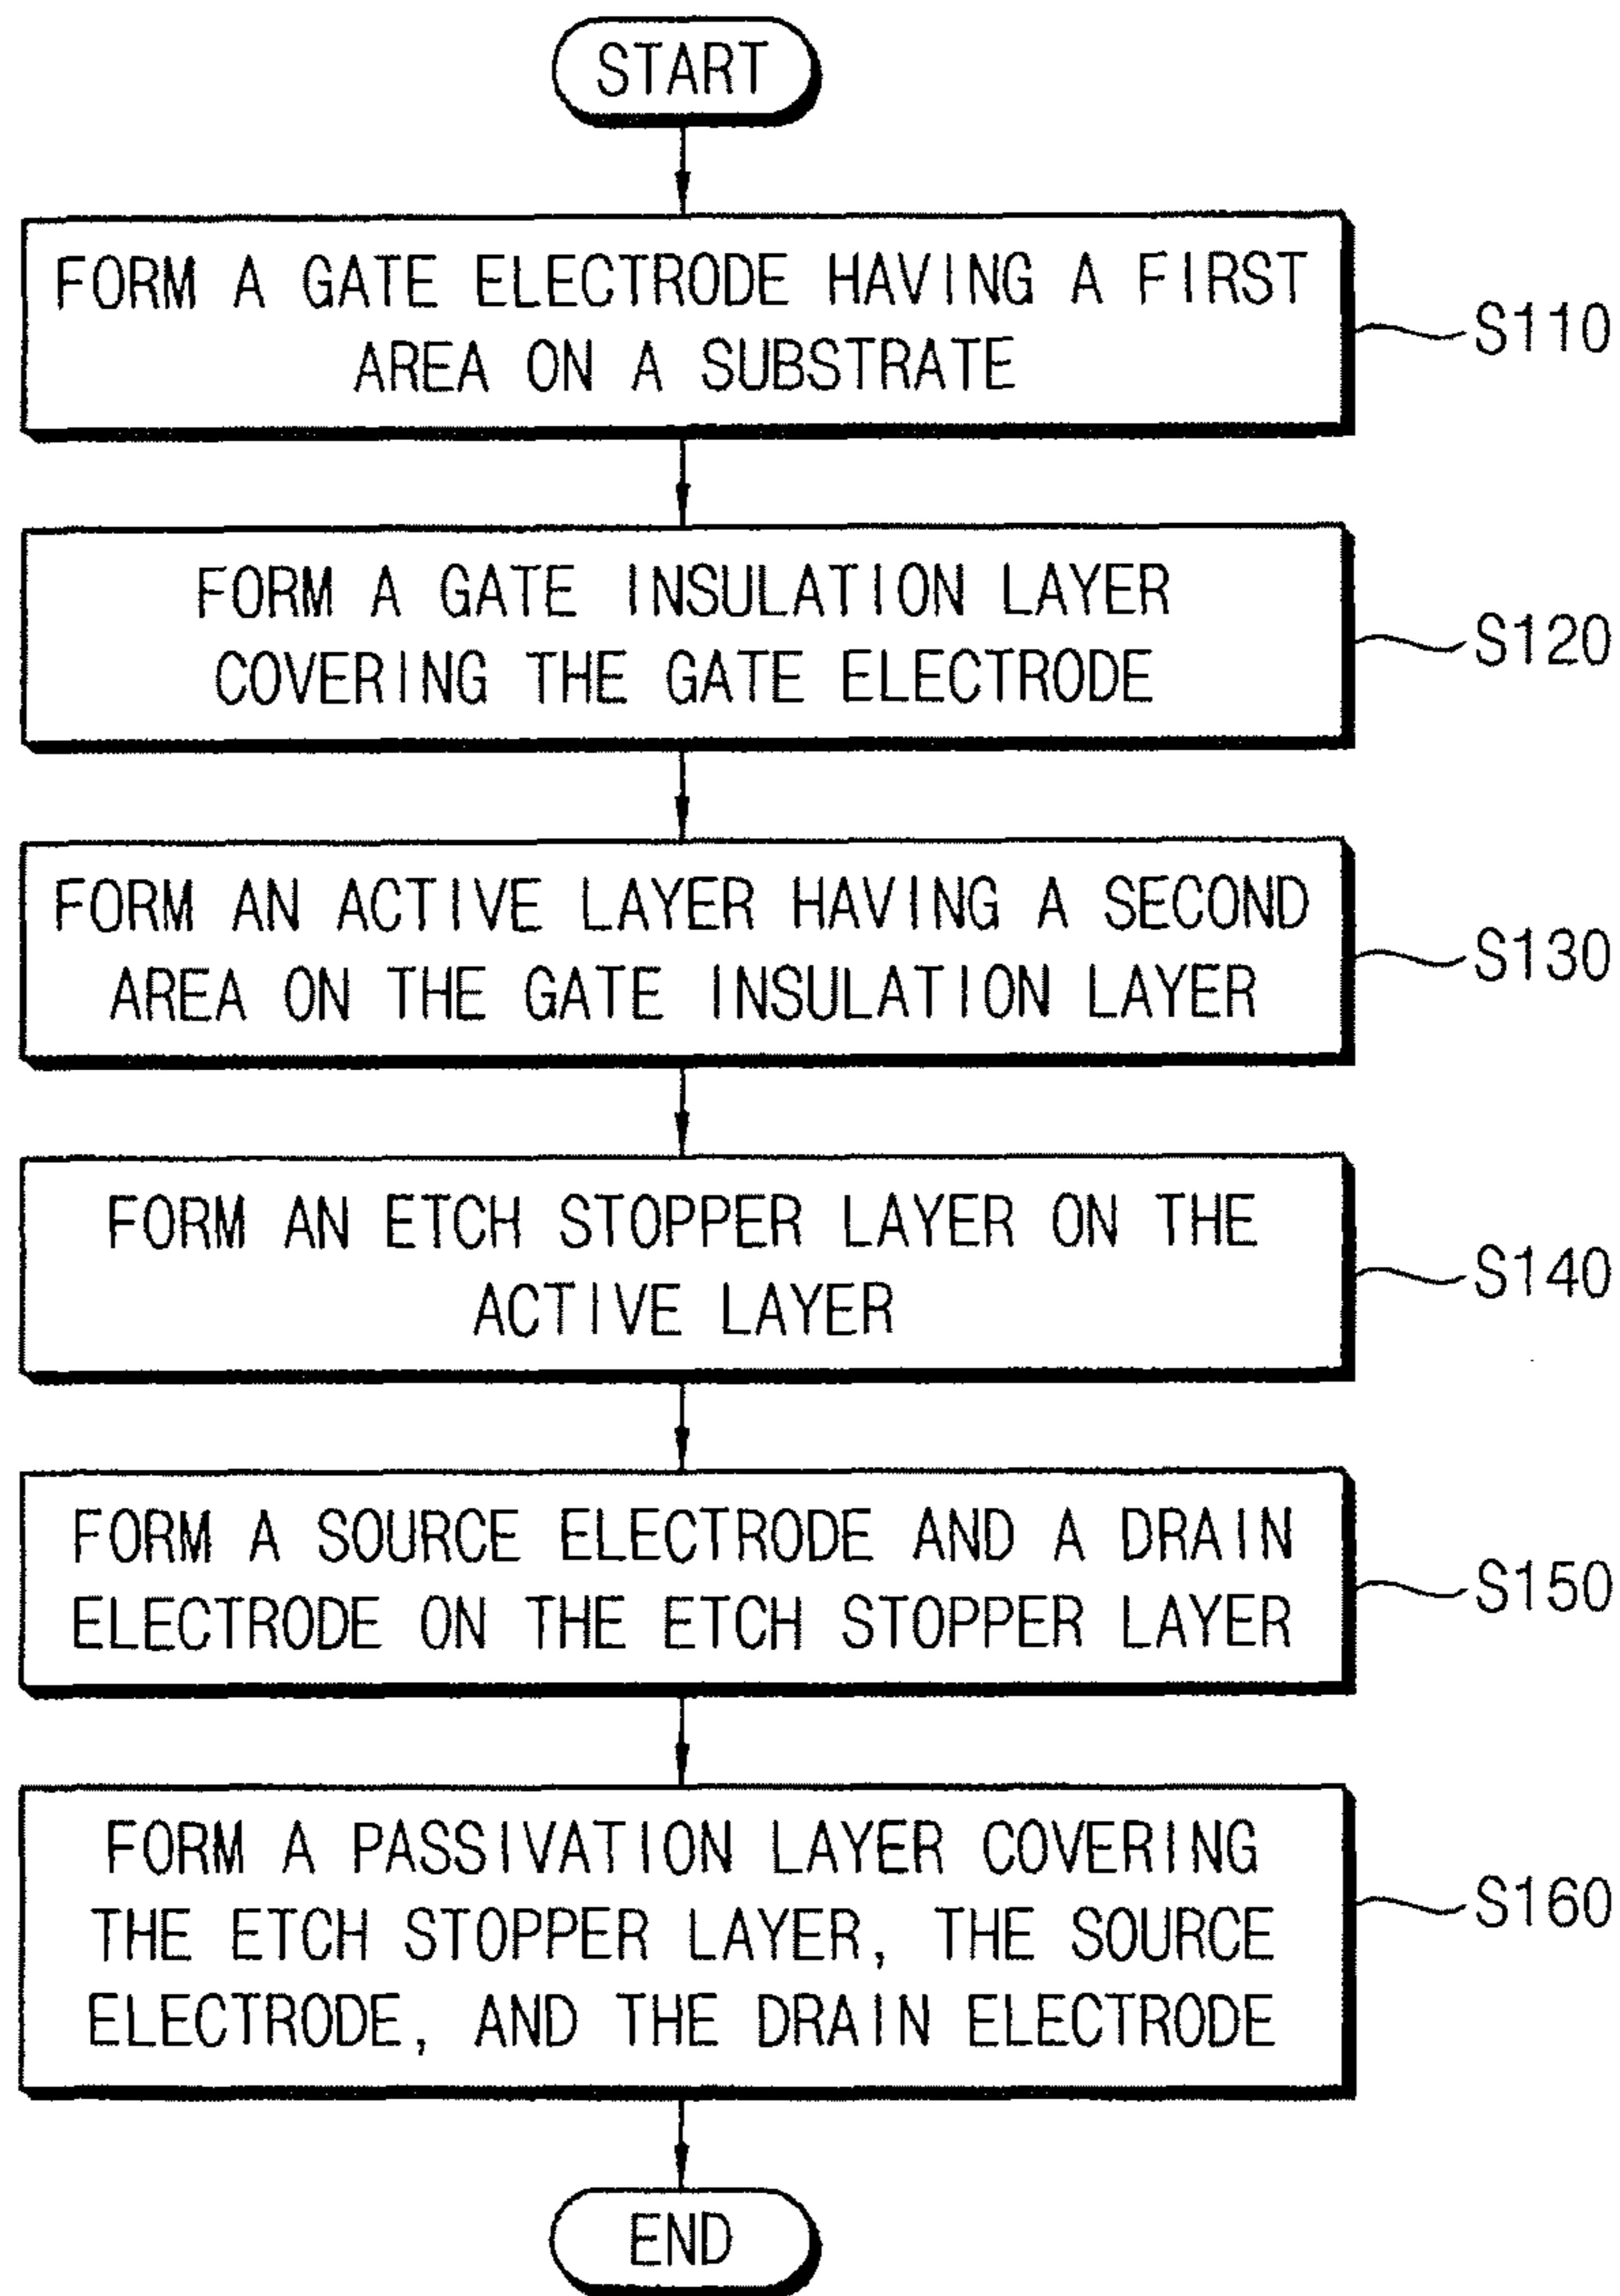 START
FORM A GATE ELECTRODE HAVING A FIRST
AREA ON A SUBSTRATE
S110
FORM A GATE INSULATION LAYER
COVERING THE GATE ELECTRODE
S120
FORM AN ACTIVE LAYER HAVING A SECOND
AREA ON THE GATE INSULATION LAYER
S130
FORM AN ETCH STOPPER LAYER ON THE
ACTIVE LAYER
S140
FORM A SOURCE ELECTRODE AND A DRAIN
ELECTRODE ON THE ETCH STOPPER LAYER
S150
FORM A PASSIVATION LAYER COVERING
THE ETCH STOPPER LAYER, THE SOURCE
ELECTRODE, AND THE DRAIN ELECTRODE
S160
END